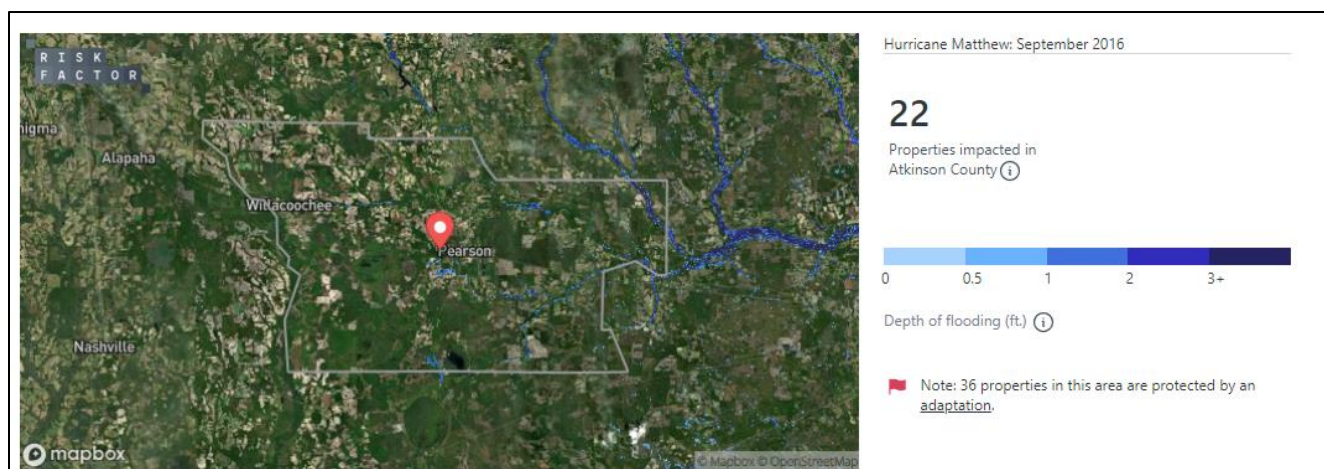 RISK
FACTOR
nigma
Alapaha
Willacoochee
Pearson
Nashville
mapbox
© Mapbox © OpenStreetMap
Hurricane Matthew: September 2016
22
Properties impacted in
Atkinson County
0 0.5 1 2 3+
Depth of flooding (ft.)
Note: 36 properties in this area are protected by an
adaptation.